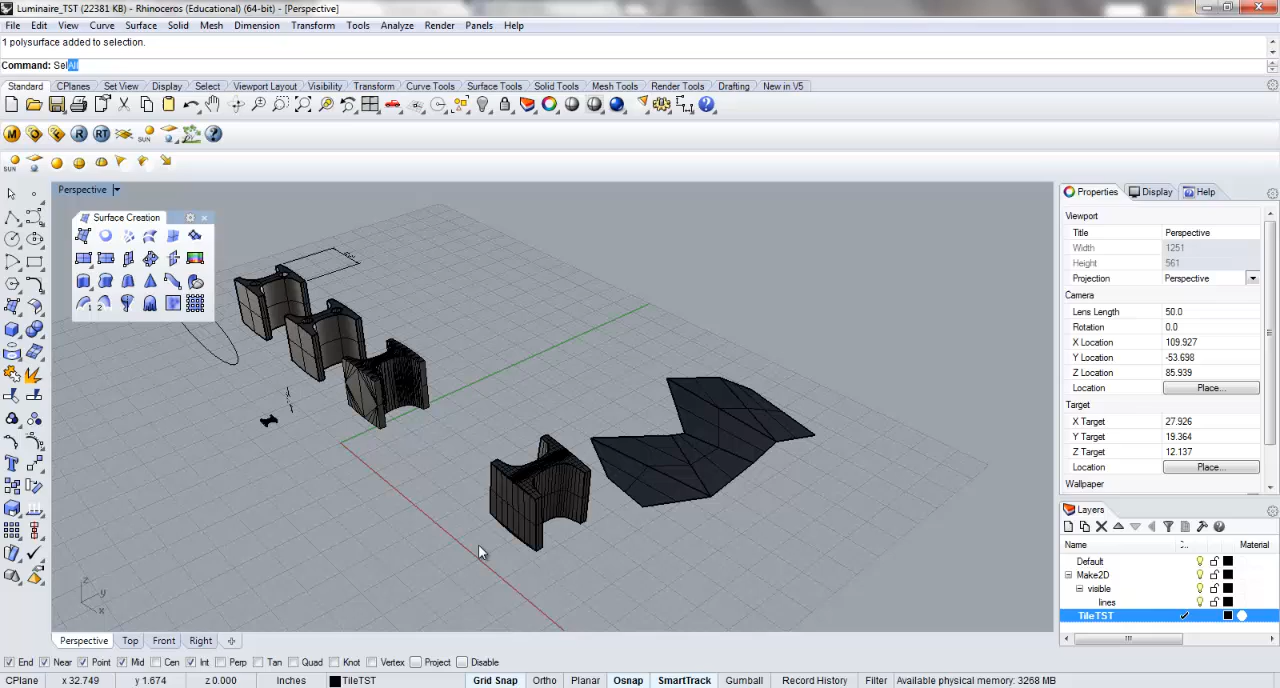 Luminaire_TST (22381 KB) - Rhinoceros (Educational) (64-bit) - [Perspective]
File Edit View Curve Surface Solid Mesh Dimension Transform Tools Analyze Render Panels Help
1 polysurface added to selection.
Command: SelAll
Standard CPlanes Set View Display Select Viewport Layout Visibility Transform Curve Tools Surface Tools Solid Tools Mesh Tools Render Tools Drafting New in V5
M R RT SUN
SUN
Perspective
Surface Creation
z
y
x
Perspective Top Front Right
Properties Display Help
Viewport
Title Perspective
Width 1251
Height 561
Projection Perspective
Camera
Lens Length 50.0
Rotation 0.0
X Location 109.927
Y Location -53.698
Z Location 85.939
Location Place...
Target
X Target 27.926
Y Target 19.364
Z Target 12.137
Location Place...
Wallpaper
Layers
Name Material
Default
Make2D
visible
lines
TileTST
End Near Point Mid Cen Int Perp Tan Quad Knot Vertex Project Disable
CPlane x 32.749 y 1.674 z 0.000 Inches TileTST Grid Snap Ortho Planar Osnap SmartTrack Gumball Record History Filter Available physical memory: 3268 MB